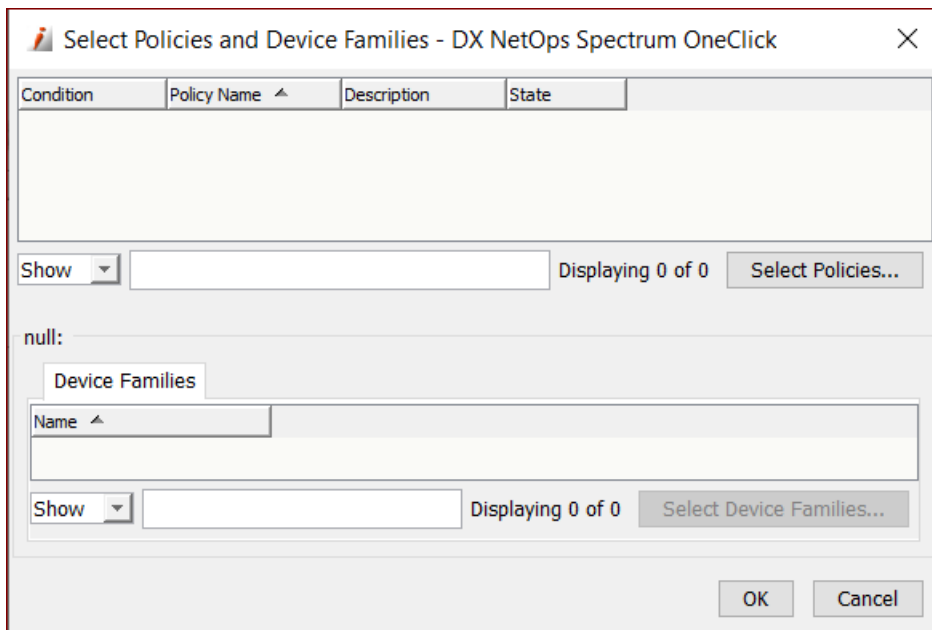 Select Policies and Device Families - DX NetOps Spectrum OneClick
Condition Policy Name Description State
Show Displaying 0 of 0 Select Policies...
null:
Device Families
Name
Show Displaying 0 of 0 Select Device Families...
OK Cancel